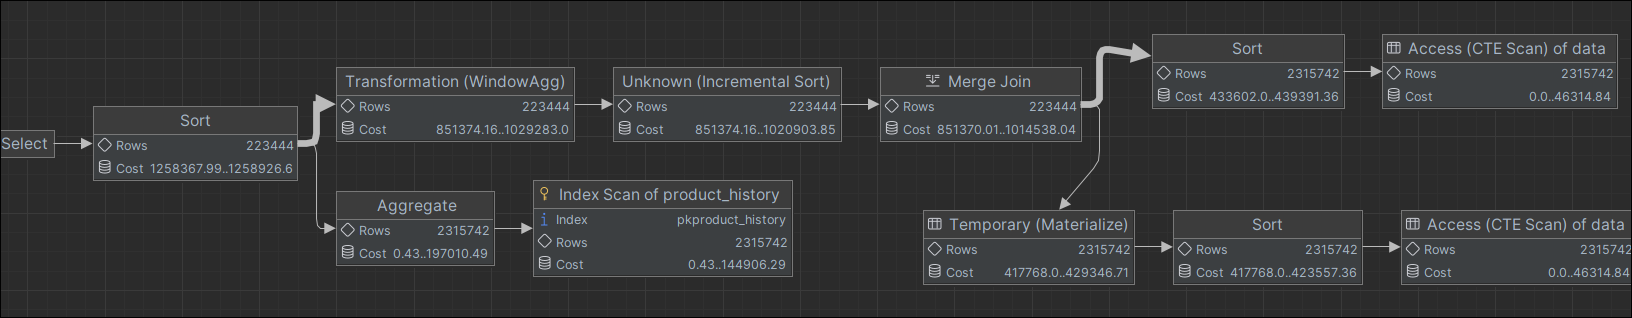 Select
Sort
Rows 223444
Cost 1258367.99..1258926.6
Transformation (WindowAgg)
Rows 223444
Cost 851374.16..1029283.0
Unknown (Incremental Sort)
Rows 223444
Cost 851374.16..1020903.85
Merge Join
Rows 223444
Cost 851370.01..1014538.04
Sort
Rows 2315742
Cost 433602.0..439391.36
Access (CTE Scan) of data
Rows 2315742
Cost 0.0..46314.84
Aggregate
Rows 2315742
Cost 0.43..197010.49
Index Scan of product_history
Index pkproduct_history
Rows 2315742
Cost 0.43..144906.29
Temporary (Materialize)
Rows 2315742
Cost 417768.0..429346.71
Sort
Rows 2315742
Cost 417768.0..423557.36
Access (CTE Scan) of data
Rows 2315742
Cost 0.0..46314.84